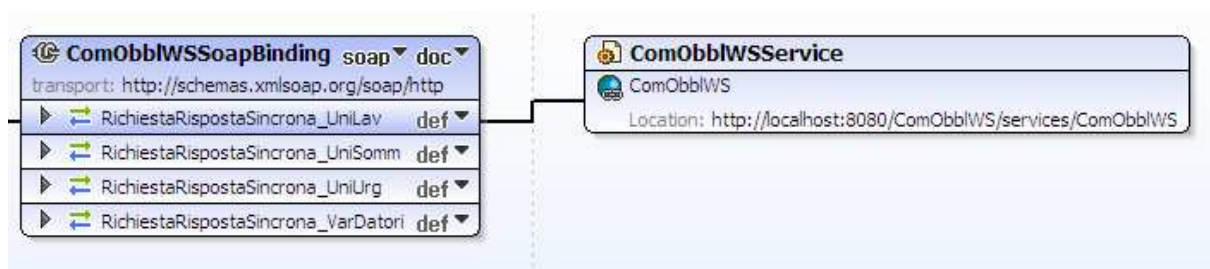 ComObblWSSoapBinding soap doc
transport: http://schemas.xmlsoap.org/soap/http
RichiestaRispostaSincrona_UniLav def
RichiestaRispostaSincrona_UniSomm def
RichiestaRispostaSincrona_UniUrg def
RichiestaRispostaSincrona_VarDatori def
ComObblWSService
ComObblWS
Location: http://localhost:8080/ComObblWS/services/ComObblWS